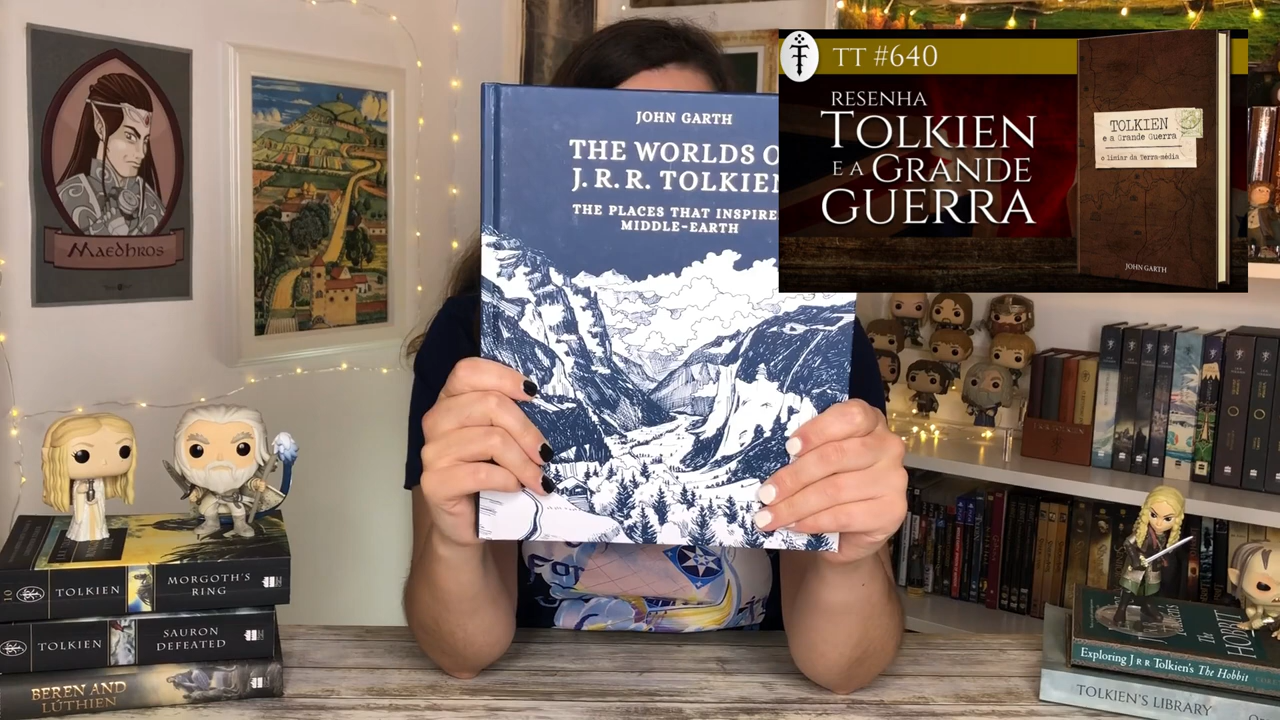 MAEDHROS
JOHN GARTH
THE WORLDS O
J. R. R. TOLKIEN
THE PLACES THAT INSPIRE
MIDDLE-EARTH
TT #640
RESENHA
TOLKIEN
E A GRANDE
GUERRA
TOLKIEN
e a Grande Guerra
o limiar da Terra-média
JOHN GARTH
10
TOLKIEN
MORGOTH'S
RING
TOLKIEN
SAURON
DEFEATED
BEREN AND
LÚTHIEN
The
HOBBIT
Exploring J R R Tolkien's The Hobbit
TOLKIEN'S LIBRARY